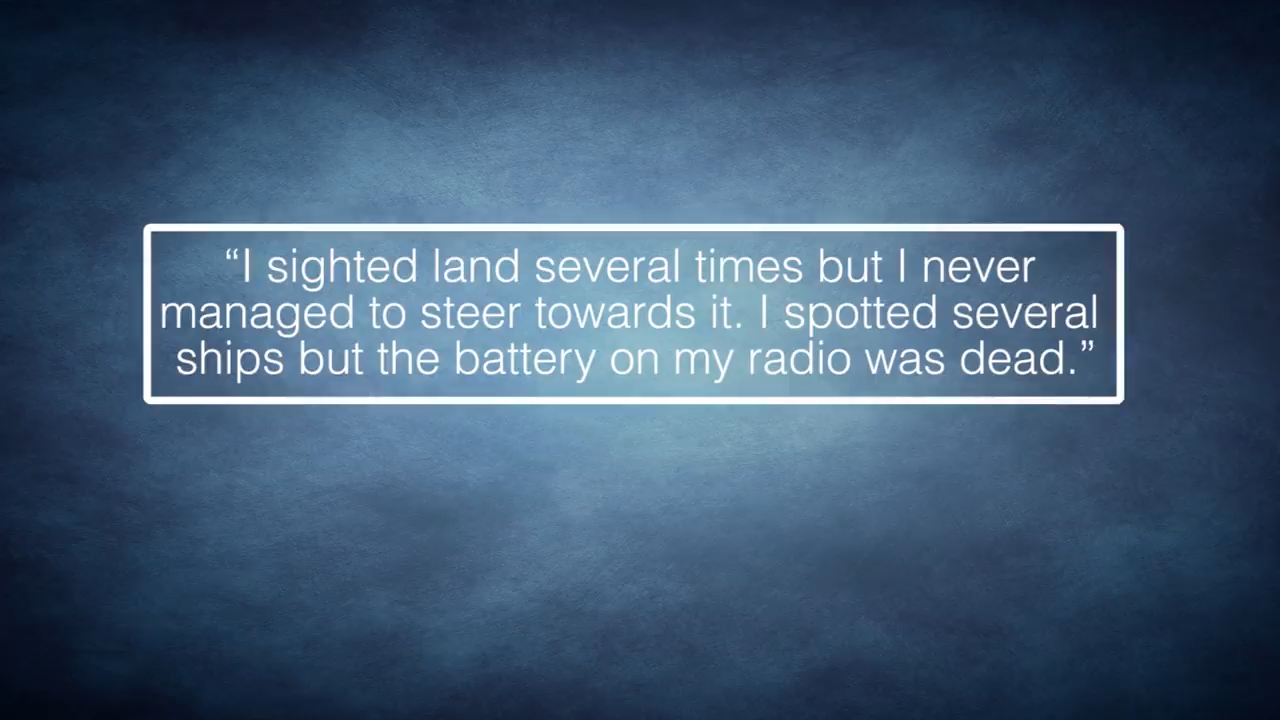 “I sighted land several times but I never
managed to steer towards it. I spotted several
ships but the battery on my radio was dead.”